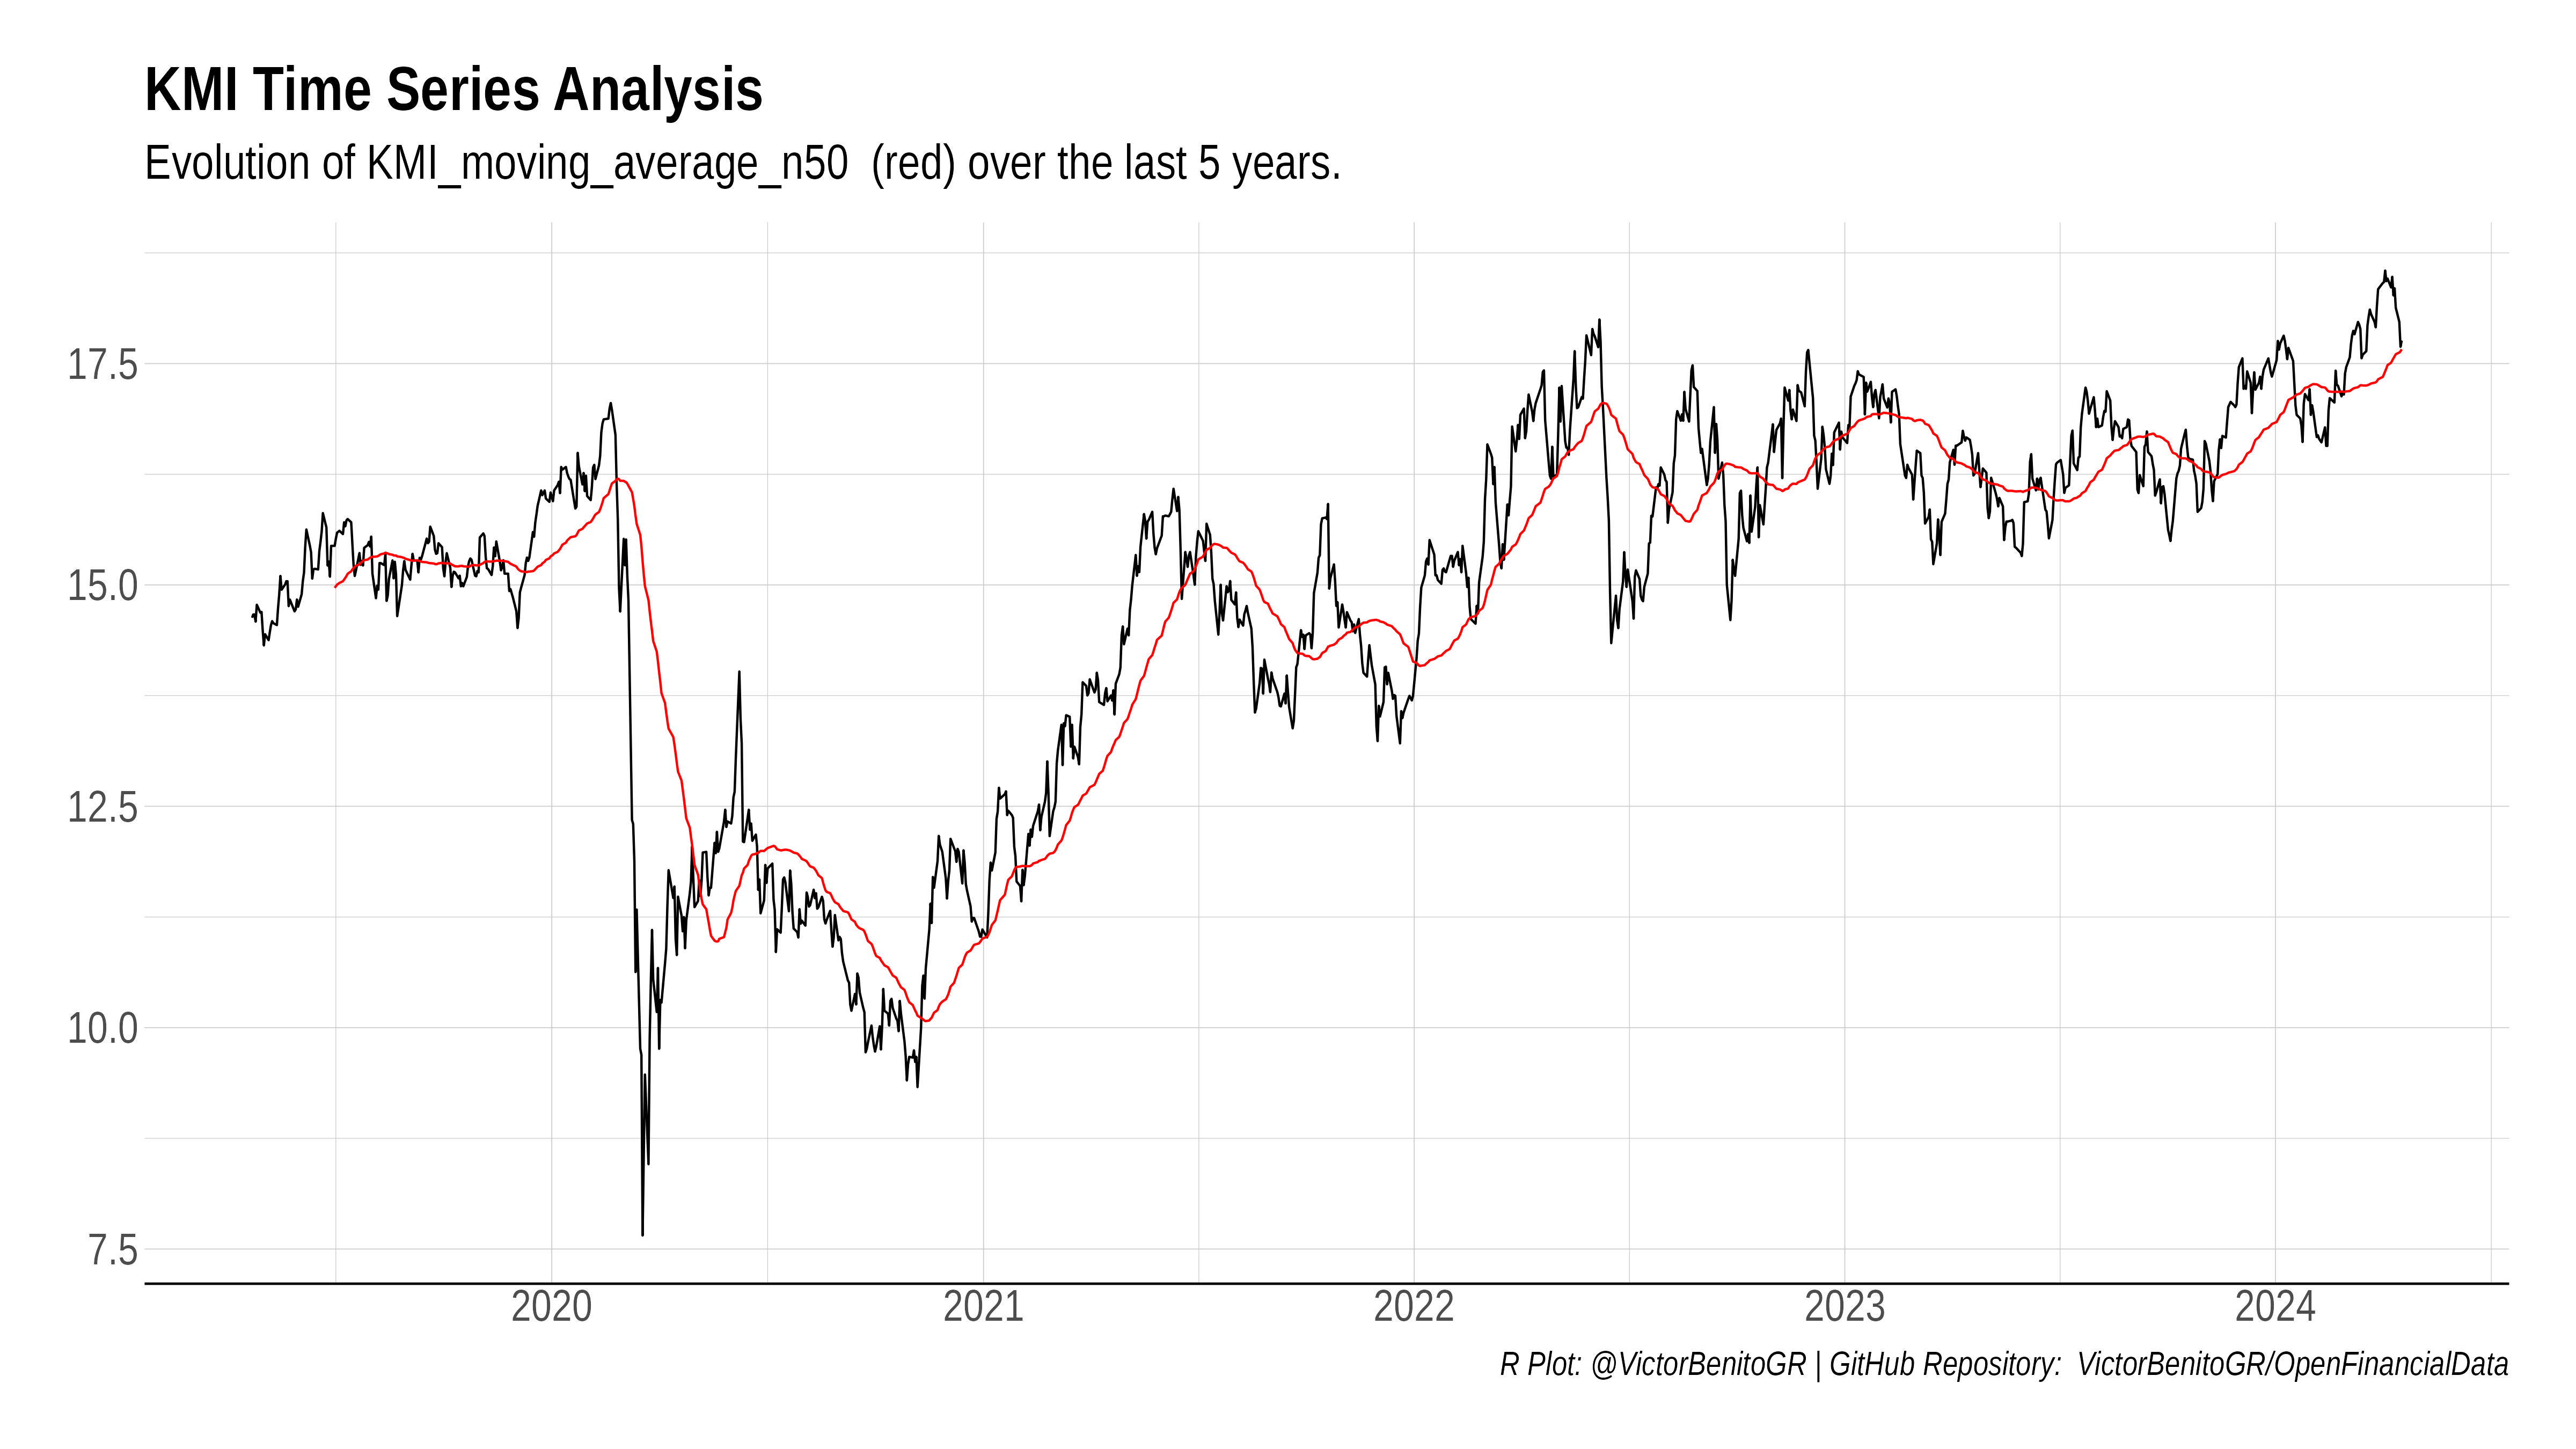 KMI Time Series Analysis
Evolution of KMI_moving_average_n50  (red) over the last 5 years.
17.5
15.0
12.5
10.0
7.5
2020 2021 2022 2023 2024
R Plot: @VictorBenitoGR | GitHub Repository:  VictorBenitoGR/OpenFinancialData